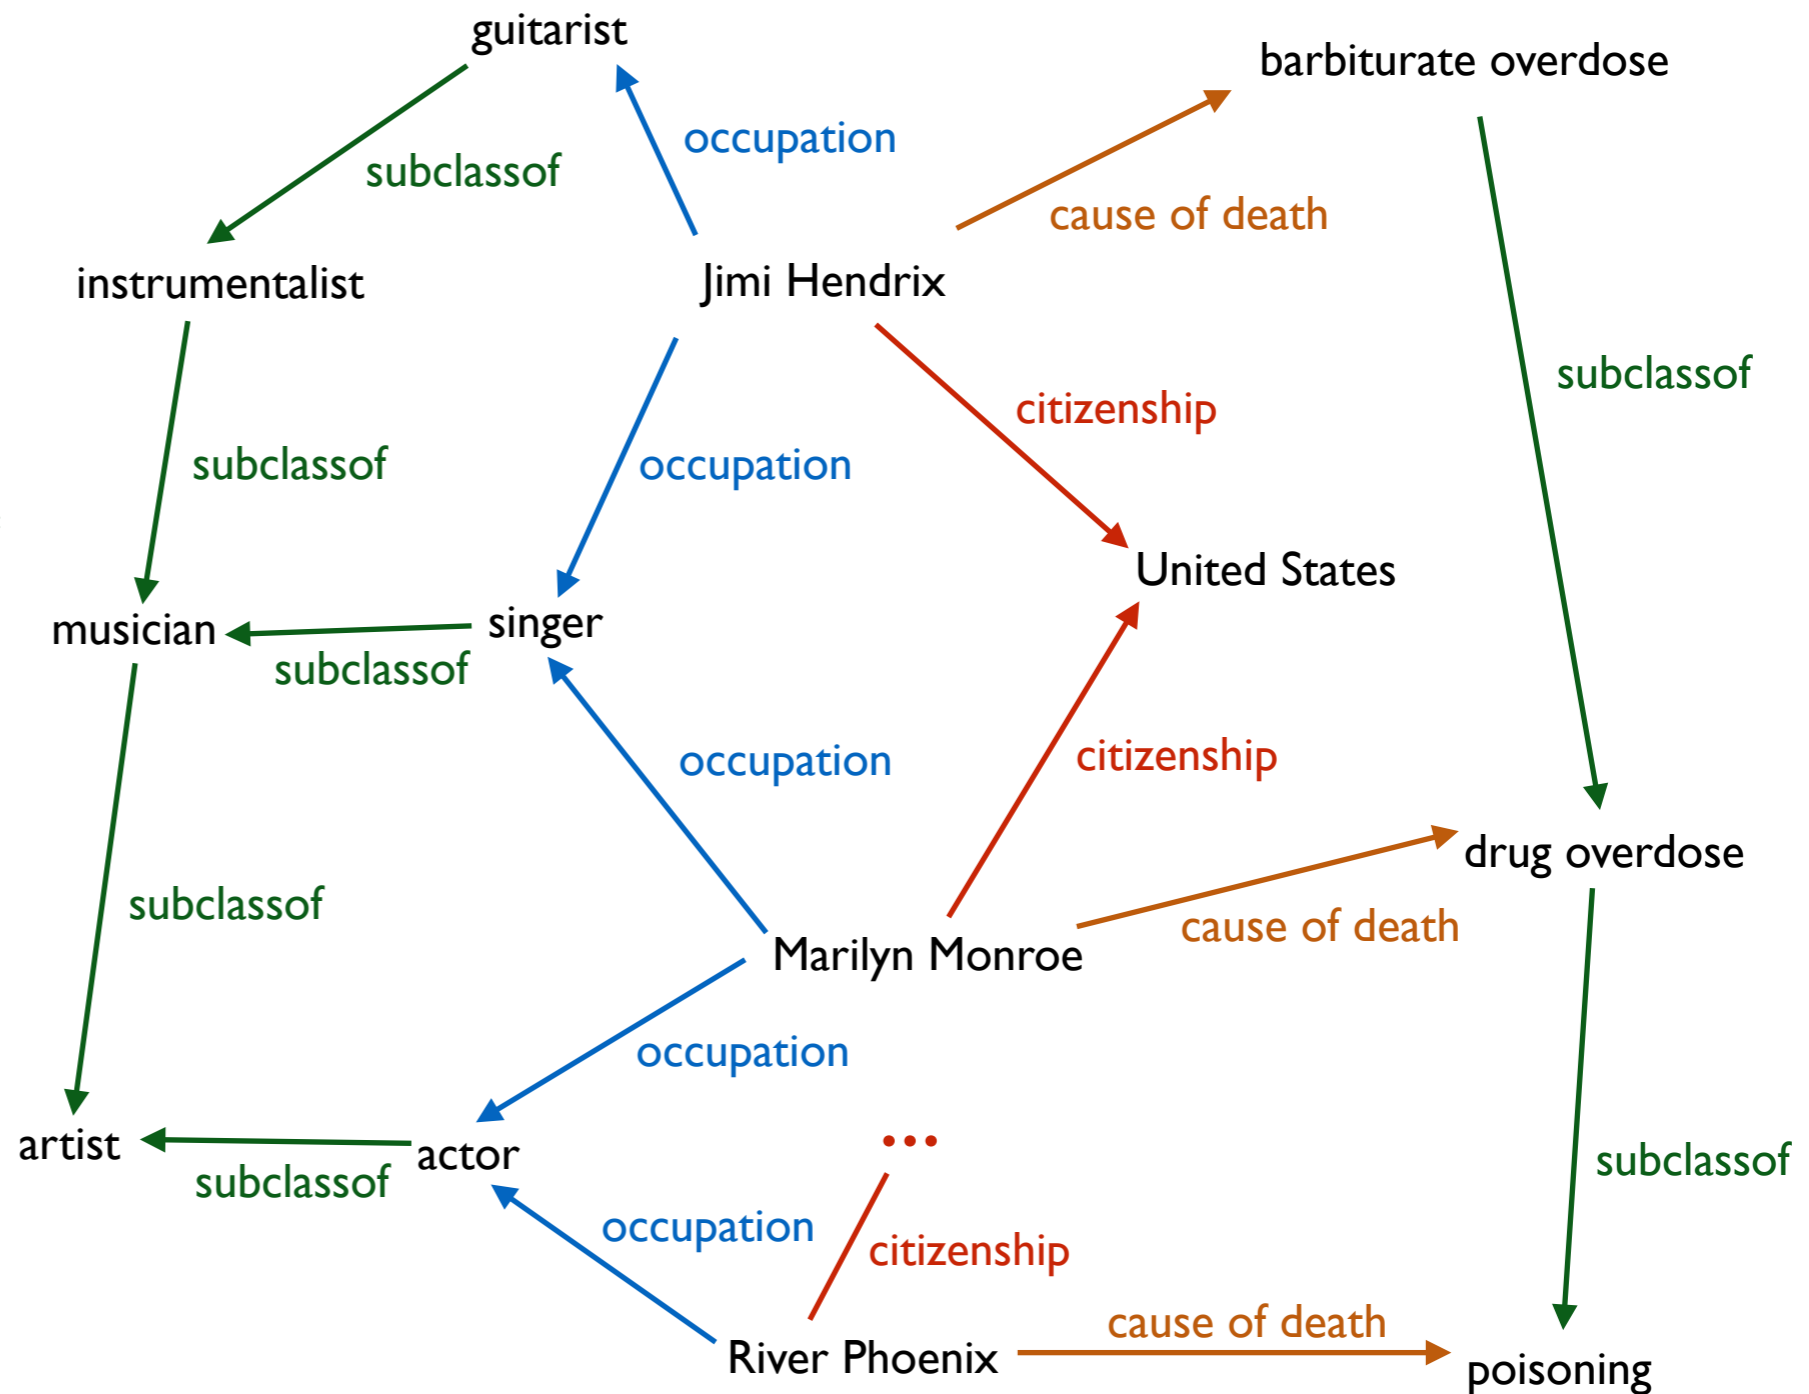 guitarist
barbiturate overdose
occupation
subclassof
cause of death
instrumentalist
Jimi Hendrix
subclassof
citizenship
subclassof
occupation
United States
musician
singer
subclassof
occupation
citizenship
drug overdose
subclassof
cause of death
Marilyn Monroe
occupation
artist
actor
...
subclassof
subclassof
occupation
citizenship
cause of death
River Phoenix
poisoning